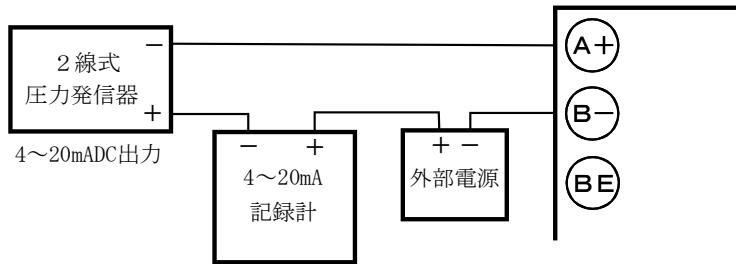 −
2線式
圧力発信器
+
4〜20mADC出力
− +
4〜20mA
記録計
+ −
外部電源
A+
B−
BE